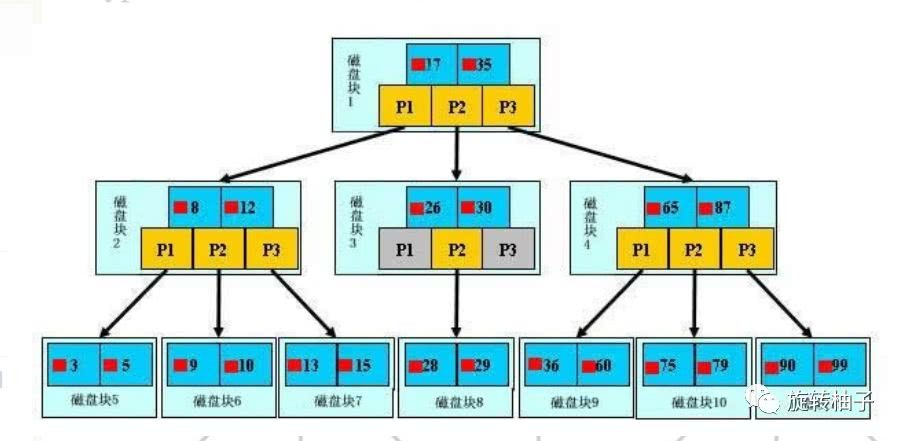 磁盘块1
17 35
P1 P2 P3
磁盘块2
8 12
P1 P2 P3
磁盘块3
26 30
P1 P2 P3
磁盘块4
65 87
P1 P2 P3
3 5
磁盘块5
9 10
磁盘块6
13 15
磁盘块7
28 29
磁盘块8
36 60
磁盘块9
75 79
磁盘块10
90 99
旋转柚子